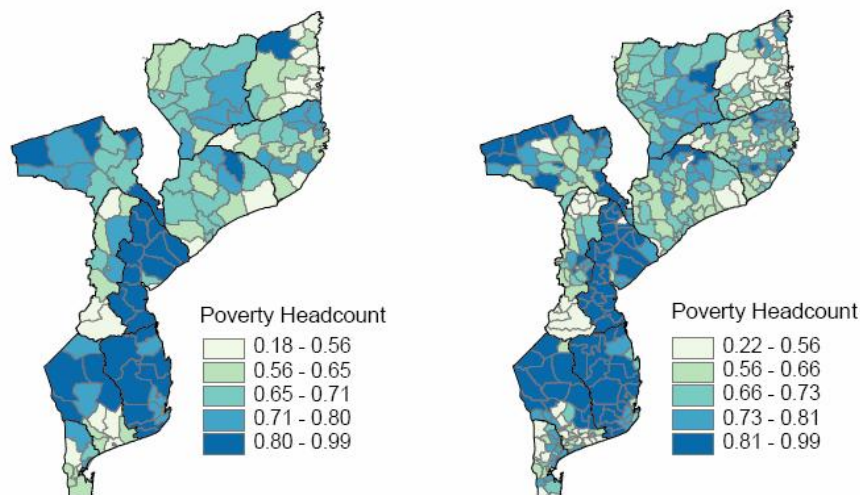 Poverty Headcount
0.18 - 0.56
0.56 - 0.65
0.65 - 0.71
0.71 - 0.80
0.80 - 0.99
Poverty Headcount
0.22 - 0.56
0.56 - 0.66
0.66 - 0.73
0.73 - 0.81
0.81 - 0.99